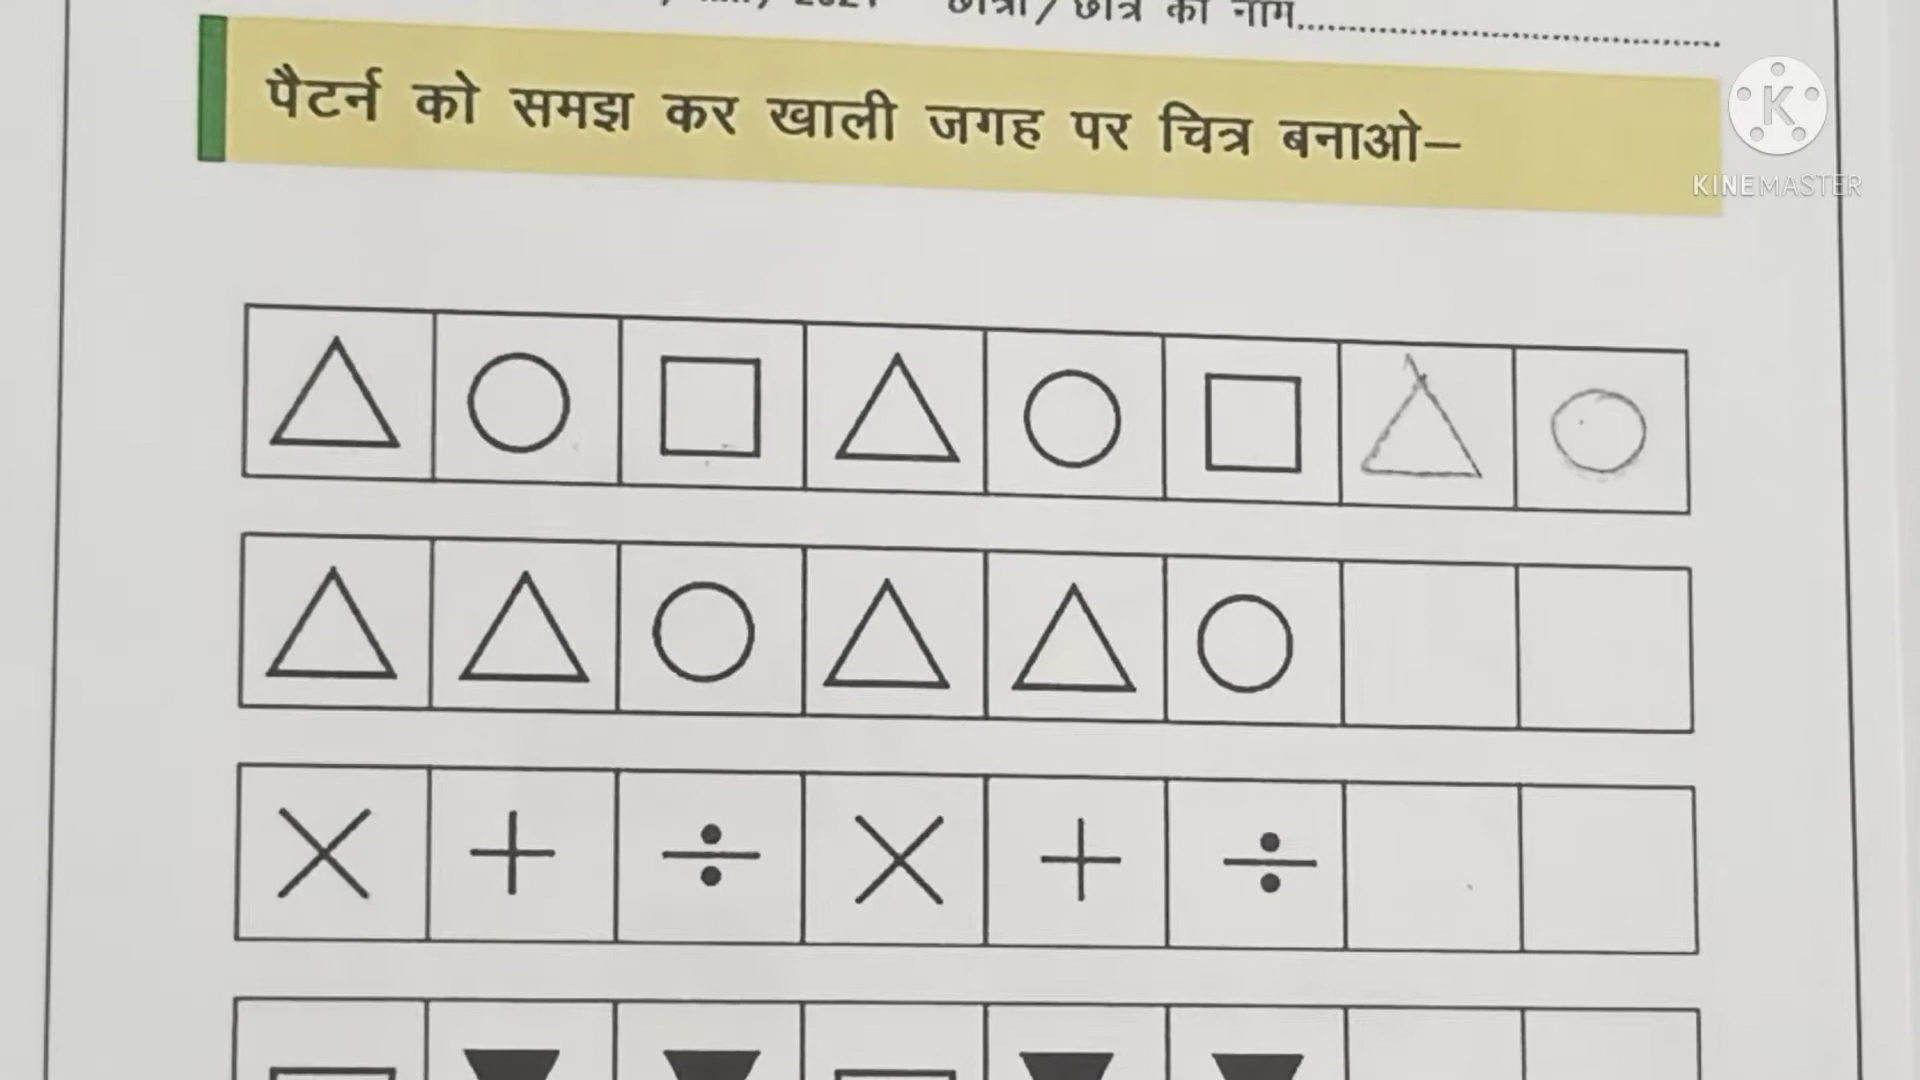 छात्रा/छात्र का नाम
पैटर्न को समझ कर खाली जगह पर चित्र बनाओ–
K
KINEMASTER